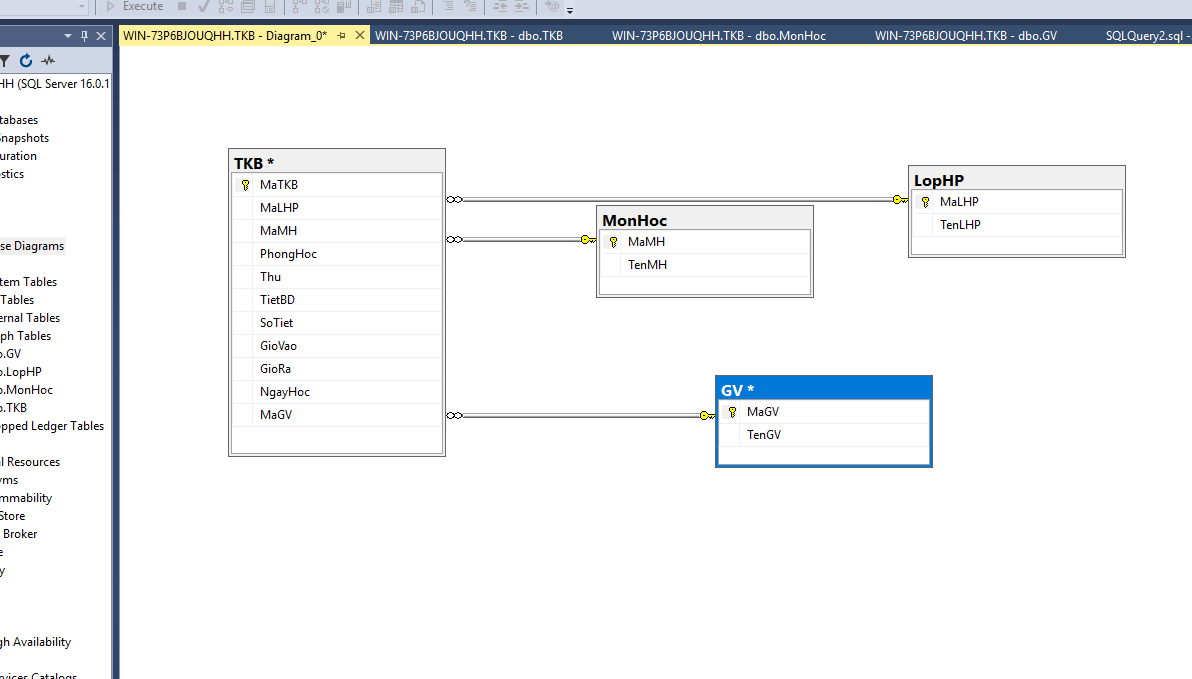 Execute
WIN-73P6BJOUQHH.TKB - Diagram_0*
WIN-73P6BJOUQHH.TKB - dbo.TKB
WIN-73P6BJOUQHH.TKB - dbo.MonHoc
WIN-73P6BJOUQHH.TKB - dbo.GV
SQLQuery2.sql -
HH (SQL Server 16.0.1
tabases
Snapshots
uration
stics
se Diagrams
tem Tables
Tables
ernal Tables
ph Tables
o.GV
o.LopHP
o.MonHoc
o.TKB
opped Ledger Tables
l Resources
yms
mmability
Store
Broker
e
y
gh Availability
rvices Catalogs
TKB *
MaTKB
MaLHP
MaMH
PhongHoc
Thu
TietBD
SoTiet
GioVao
GioRa
NgayHoc
MaGV
MonHoc
MaMH
TenMH
LopHP
MaLHP
TenLHP
GV *
MaGV
TenGV